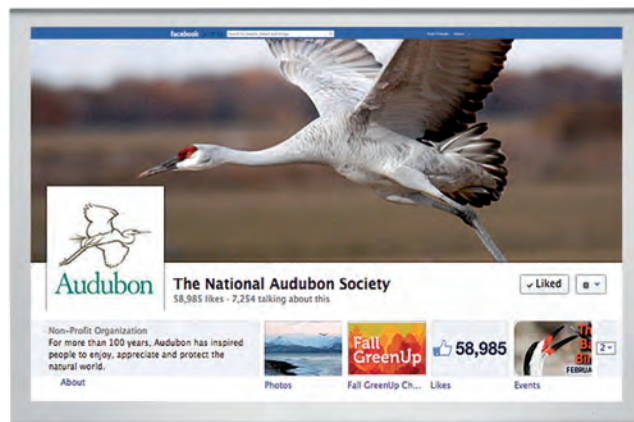 facebook
Audubon
The National Audubon Society
58,985 likes · 7,254 talking about this
Liked
Non-Profit Organization
For more than 100 years, Audubon has inspired
people to enjoy, appreciate and protect the
natural world.
About
Fall
GreenUp
58,985
2
Photos
Fall GreenUp Ch...
Likes
Events